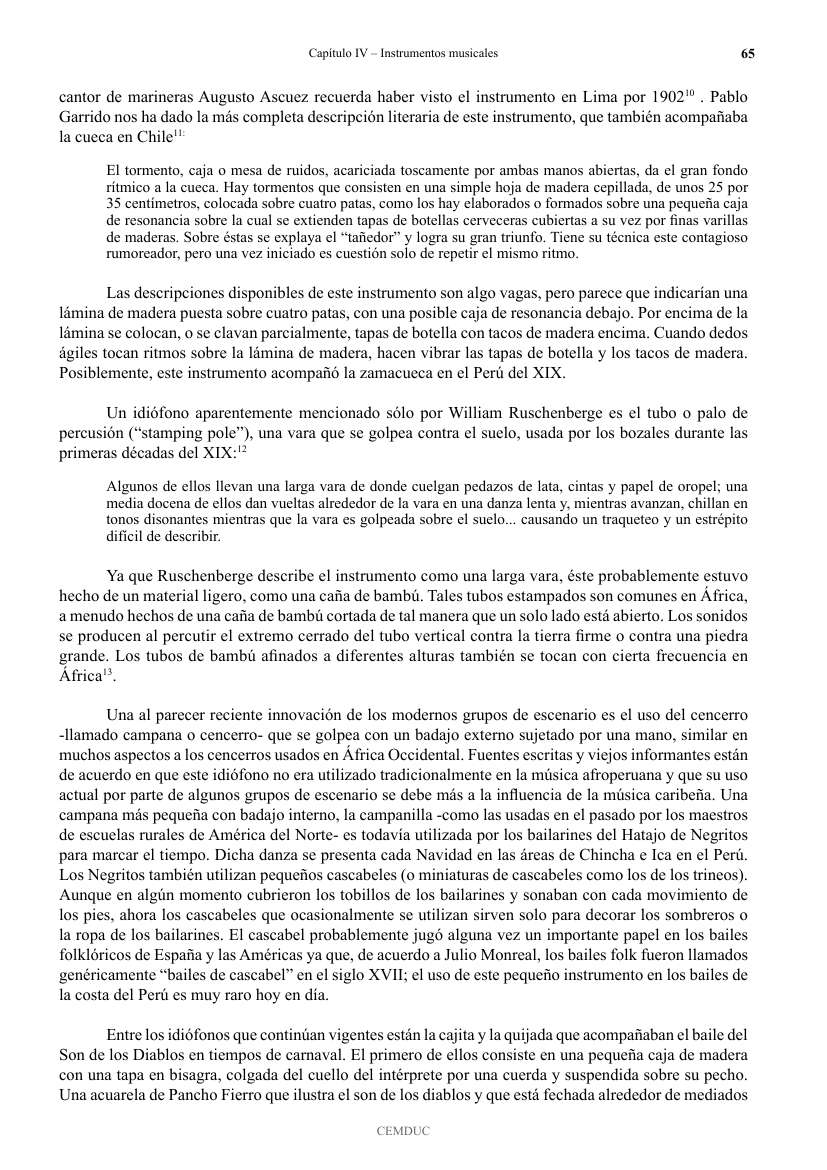 Capítulo IV – Instrumentos musicales
65
cantor de marineras Augusto Ascuez recuerda haber visto el instrumento en Lima por 1902¹⁰ . Pablo
Garrido nos ha dado la más completa descripción literaria de este instrumento, que también acompañaba
la cueca en Chile¹¹:
El tormento, caja o mesa de ruidos, acariciada toscamente por ambas manos abiertas, da el gran fondo
rítmico a la cueca. Hay tormentos que consisten en una simple hoja de madera cepillada, de unos 25 por
35 centímetros, colocada sobre cuatro patas, como los hay elaborados o formados sobre una pequeña caja
de resonancia sobre la cual se extienden tapas de botellas cerveceras cubiertas a su vez por finas varillas
de maderas. Sobre éstas se explaya el “tañedor” y logra su gran triunfo. Tiene su técnica este contagioso
rumoreador, pero una vez iniciado es cuestión solo de repetir el mismo ritmo.
Las descripciones disponibles de este instrumento son algo vagas, pero parece que indicarían una
lámina de madera puesta sobre cuatro patas, con una posible caja de resonancia debajo. Por encima de la
lámina se colocan, o se clavan parcialmente, tapas de botella con tacos de madera encima. Cuando dedos
ágiles tocan ritmos sobre la lámina de madera, hacen vibrar las tapas de botella y los tacos de madera.
Posiblemente, este instrumento acompañó la zamacueca en el Perú del XIX.
Un idiófono aparentemente mencionado sólo por William Ruschenberge es el tubo o palo de
percusión (“stamping pole”), una vara que se golpea contra el suelo, usada por los bozales durante las
primeras décadas del XIX:¹²
Algunos de ellos llevan una larga vara de donde cuelgan pedazos de lata, cintas y papel de oropel; una
media docena de ellos dan vueltas alrededor de la vara en una danza lenta y, mientras avanzan, chillan en
tonos disonantes mientras que la vara es golpeada sobre el suelo... causando un traqueteo y un estrépito
difícil de describir.
Ya que Ruschenberge describe el instrumento como una larga vara, éste probablemente estuvo
hecho de un material ligero, como una caña de bambú. Tales tubos estampados son comunes en África,
a menudo hechos de una caña de bambú cortada de tal manera que un solo lado está abierto. Los sonidos
se producen al percutir el extremo cerrado del tubo vertical contra la tierra firme o contra una piedra
grande. Los tubos de bambú afinados a diferentes alturas también se tocan con cierta frecuencia en
África¹³.
Una al parecer reciente innovación de los modernos grupos de escenario es el uso del cencerro
-llamado campana o cencerro- que se golpea con un badajo externo sujetado por una mano, similar en
muchos aspectos a los cencerros usados en África Occidental. Fuentes escritas y viejos informantes están
de acuerdo en que este idiófono no era utilizado tradicionalmente en la música afroperuana y que su uso
actual por parte de algunos grupos de escenario se debe más a la influencia de la música caribeña. Una
campana más pequeña con badajo interno, la campanilla -como las usadas en el pasado por los maestros
de escuelas rurales de América del Norte- es todavía utilizada por los bailarines del Hatajo de Negritos
para marcar el tiempo. Dicha danza se presenta cada Navidad en las áreas de Chincha e Ica en el Perú.
Los Negritos también utilizan pequeños cascabeles (o miniaturas de cascabeles como los de los trineos).
Aunque en algún momento cubrieron los tobillos de los bailarines y sonaban con cada movimiento de
los pies, ahora los cascabeles que ocasionalmente se utilizan sirven solo para decorar los sombreros o
la ropa de los bailarines. El cascabel probablemente jugó alguna vez un importante papel en los bailes
folklóricos de España y las Américas ya que, de acuerdo a Julio Monreal, los bailes folk fueron llamados
genéricamente “bailes de cascabel” en el siglo XVII; el uso de este pequeño instrumento en los bailes de
la costa del Perú es muy raro hoy en día.
Entre los idiófonos que continúan vigentes están la cajita y la quijada que acompañaban el baile del
Son de los Diablos en tiempos de carnaval. El primero de ellos consiste en una pequeña caja de madera
con una tapa en bisagra, colgada del cuello del intérprete por una cuerda y suspendida sobre su pecho.
Una acuarela de Pancho Fierro que ilustra el son de los diablos y que está fechada alrededor de mediados
CEMDUC